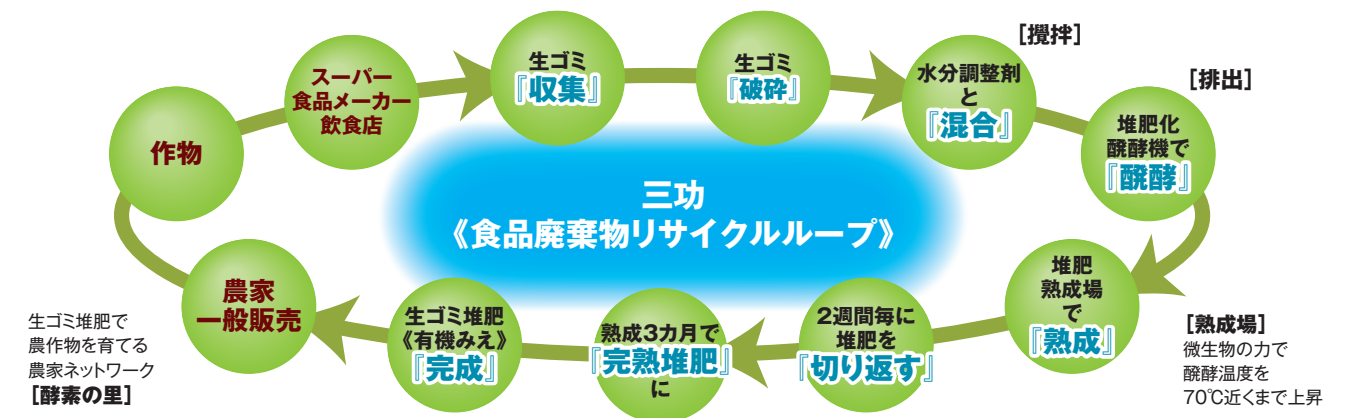 三功
《食品廃棄物リサイクルループ》
作物
スーパー
食品メーカー
飲食店
生ゴミ
『収集』
生ゴミ
『破砕』
[攪拌]
水分調整剤
と
『混合』
[排出]
堆肥化
醗酵機で
『醗酵』
堆肥
熟成場
で
『熟成』
[熟成場]
微生物の力で
醗酵温度を
70℃近くまで上昇
2週間毎に
堆肥を
『切り返す』
熟成3カ月で
『完熟堆肥』
に
生ゴミ堆肥
《有機みえ》
『完成』
農家
一般販売
生ゴミ堆肥で
農作物を育てる
農家ネットワーク
[酵素の里]